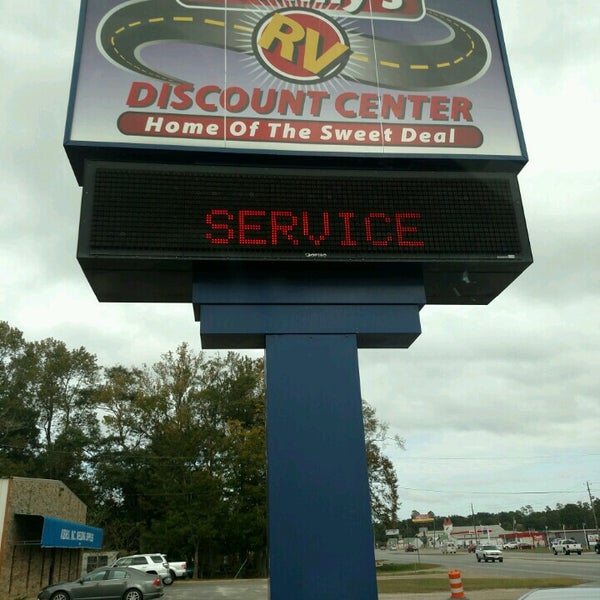 RV
DISCOUNT CENTER
Home Of The Sweet Deal
SERVICE